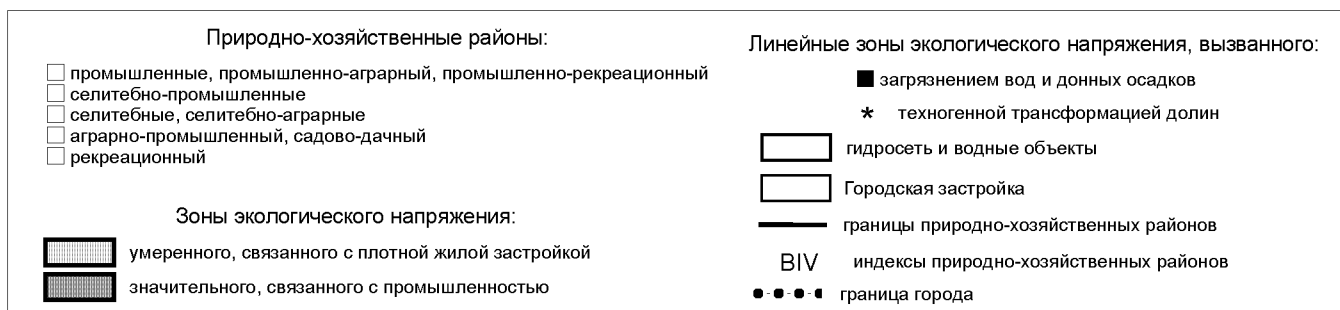 Природно-хозяйственные районы:
промышленные, промышленно-аграрный, промышленно-рекреационный
селитебно-промышленные
селитебные, селитебно-аграрные
аграрно-промышленный, садово-дачный
рекреационный
Зоны экологического напряжения:
умеренного, связанного с плотной жилой застройкой
значительного, связанного с промышленностью
Линейные зоны экологического напряжения, вызванного:
загрязнением вод и донных осадков
* техногенной трансформацией долин
гидросеть и водные объекты
Городская застройка
границы природно-хозяйственных районов
BIV индексы природно-хозяйственных районов
граница города